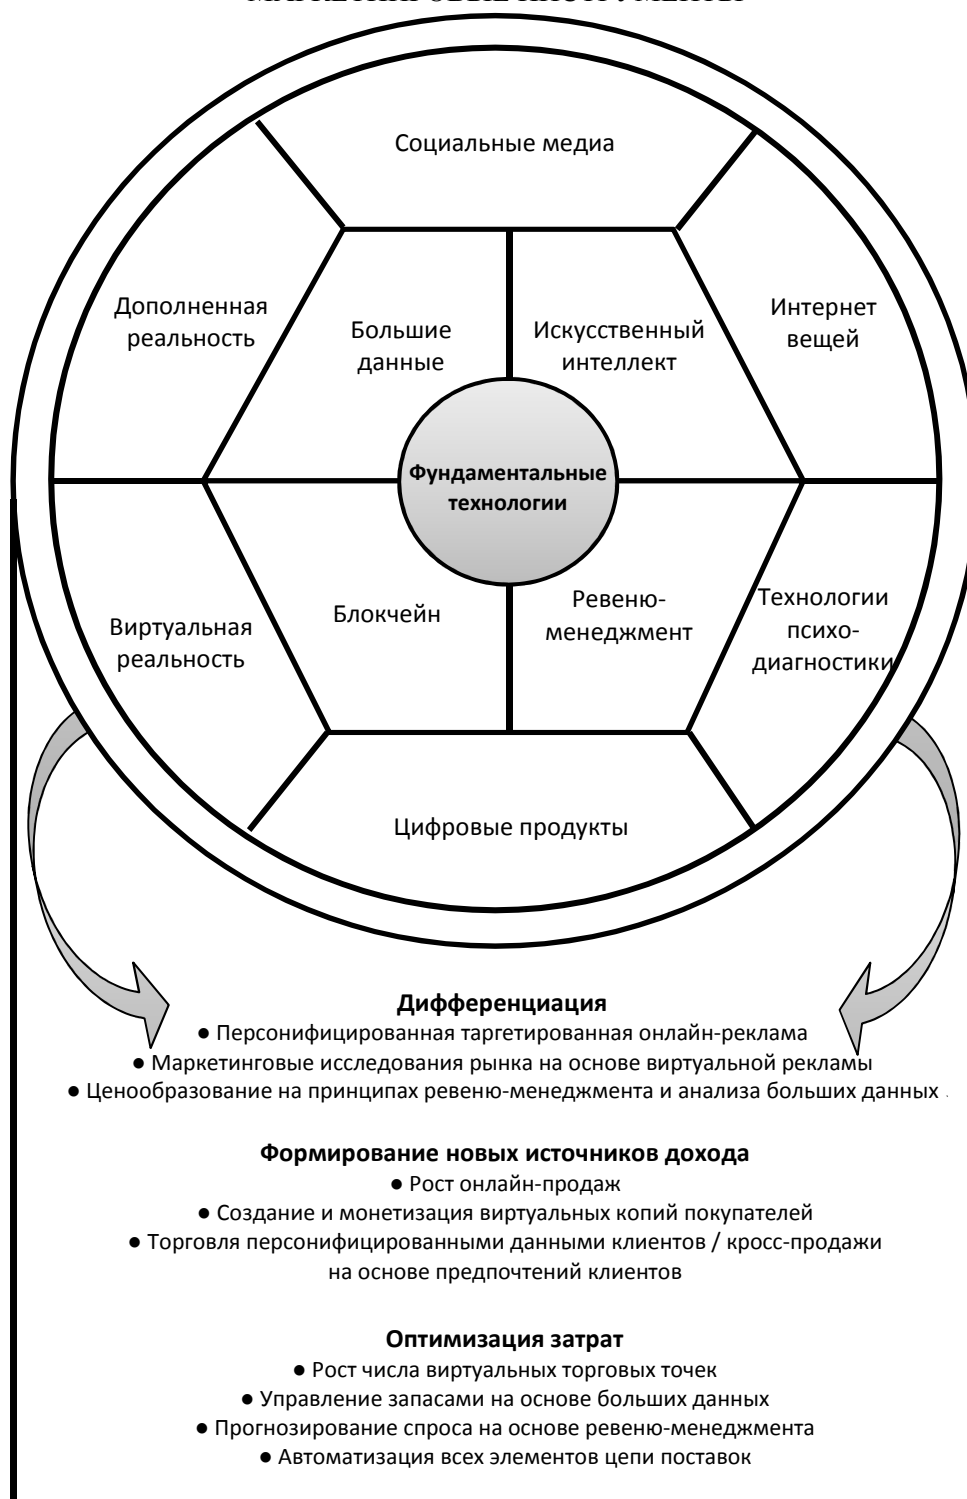 Социальные медиа
Дополненная
реальность
Большие
данные
Искусственный
интеллект
Интернет
вещей
Фундаментальные
технологии
Виртуальная
реальность
Блокчейн
Ревеню-
менеджмент
Технологии
психо-
диагностики
Цифровые продукты
Дифференциация
● Персонифицированная таргетированная онлайн-реклама
● Маркетинговые исследования рынка на основе виртуальной рекламы
● Ценообразование на принципах ревеню-менеджмента и анализа больших данных
Формирование новых источников дохода
● Рост онлайн-продаж
● Создание и монетизация виртуальных копий покупателей
● Торговля персонифицированными данными клиентов / кросс-продажи
на основе предпочтений клиентов
Оптимизация затрат
● Рост числа виртуальных торговых точек
● Управление запасами на основе больших данных
● Прогнозирование спроса на основе ревеню-менеджмента
● Автоматизация всех элементов цепи поставок